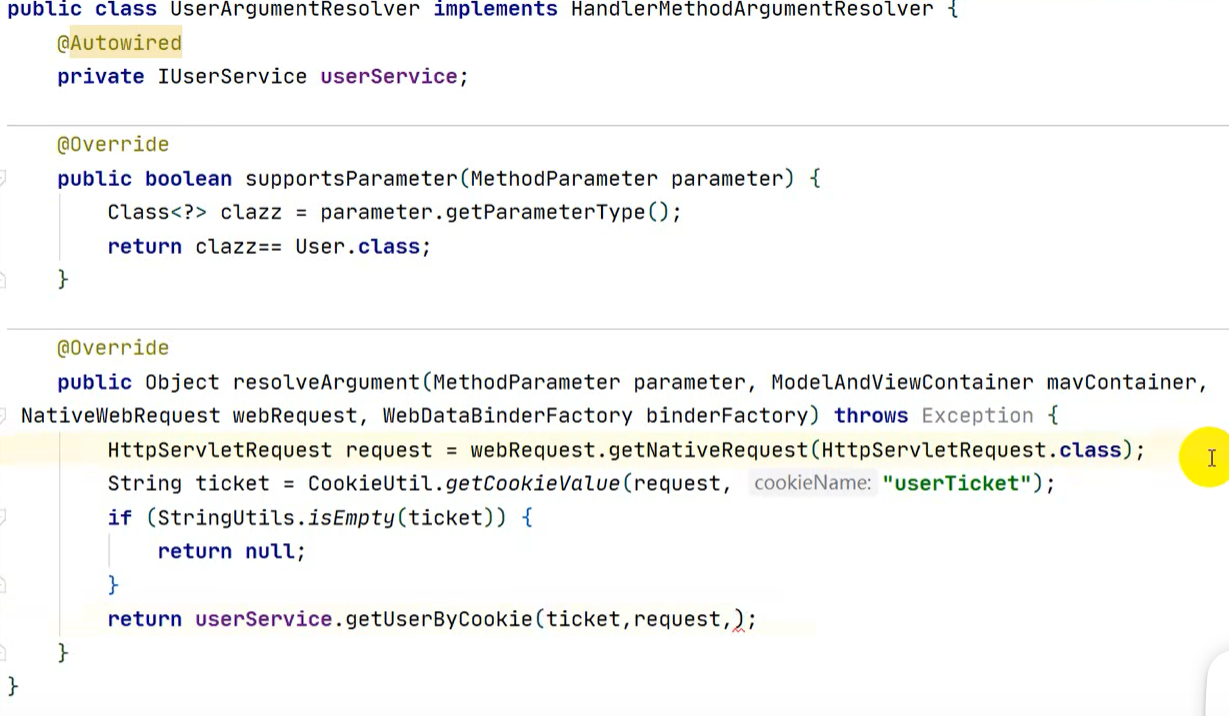 public class UserArgumentResolver implements HandlerMethodArgumentResolver {
@Autowired
private IUserService userService;
@Override
public boolean supportsParameter(MethodParameter parameter) {
Class<?> clazz = parameter.getParameterType();
return clazz== User.class;
}
@Override
public Object resolveArgument(MethodParameter parameter, ModelAndViewContainer mavContainer,
NativeWebRequest webRequest, WebDataBinderFactory binderFactory) throws Exception {
HttpServletRequest request = webRequest.getNativeRequest(HttpServletRequest.class);
String ticket = CookieUtil.getCookieValue(request, cookieName: "userTicket");
if (StringUtils.isEmpty(ticket)) {
return null;
}
return userService.getUserByCookie(ticket,request,);
}
}